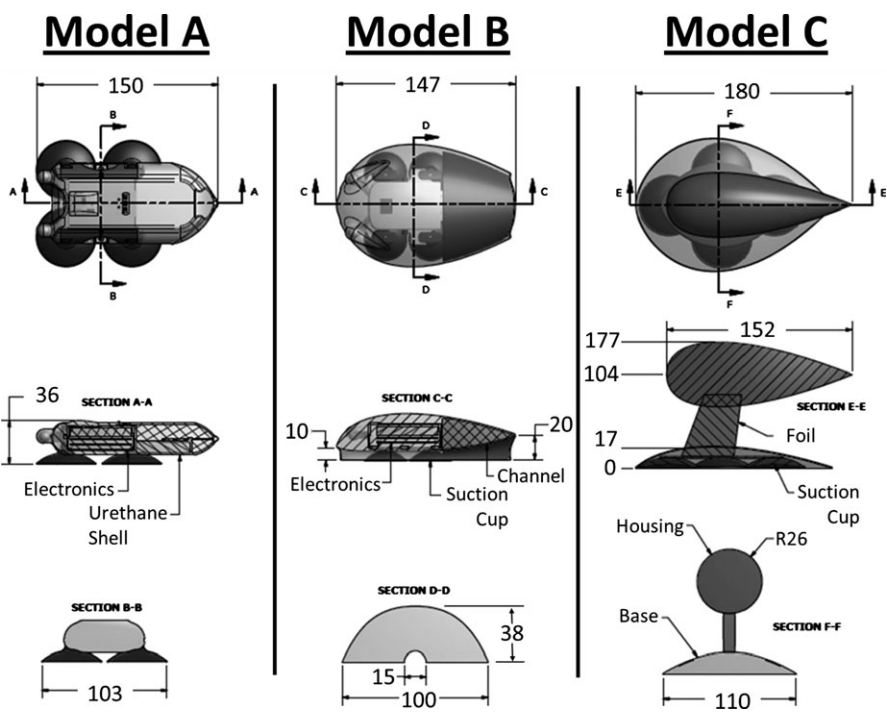 Model A
150
B
A
A
B
36
SECTION A-A
Electronics
Urethane
Shell
SECTION B-B
103
Model B
147
D
C
C
D
SECTION C-C
10
20
Electronics
Channel
Suction
Cup
SECTION D-D
38
15
100
Model C
180
F
E
E
F
152
177
104
SECTION E-E
17
Foil
0
Suction
Cup
Housing
R26
Base
SECTION F-F
110